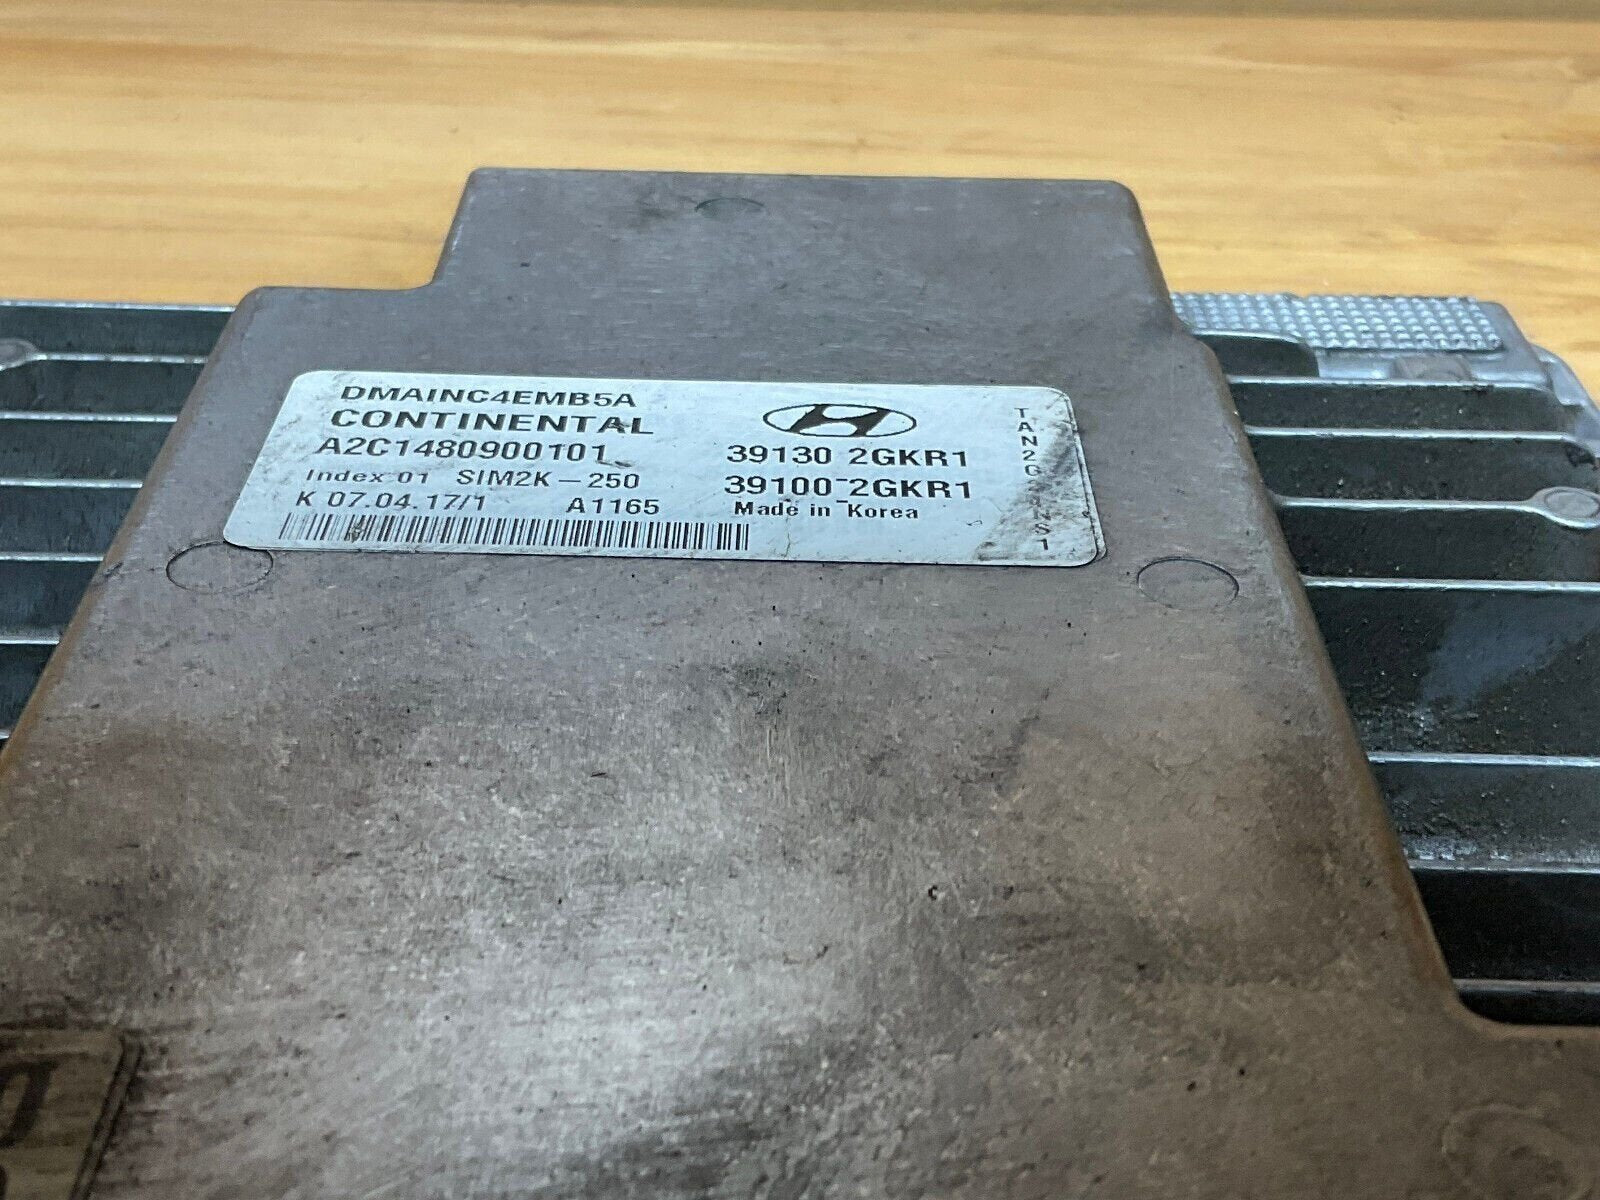 DMAINC4EMB5A
CONTINENTAL
A2C1480900101
Index 01 SIM2K-250
K 07.04.17/1 A1165
39130 2GKR1
39100-2GKR1
Made in Korea